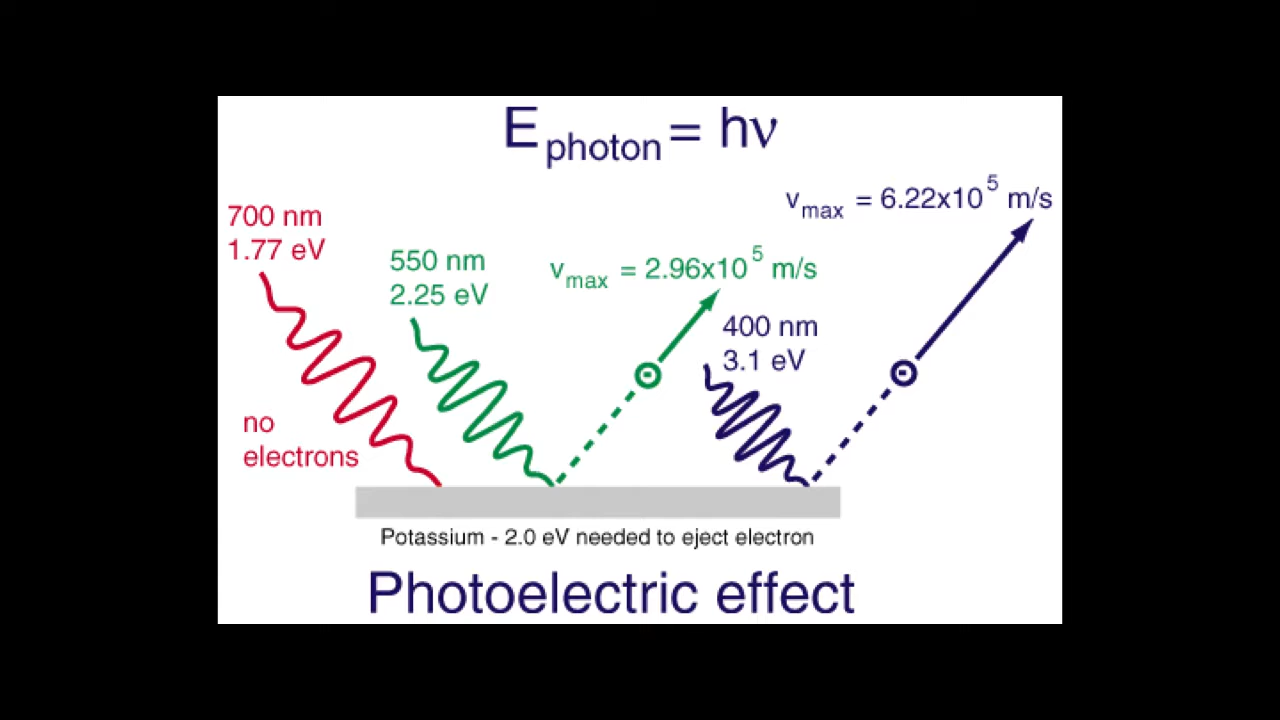 E photon = hν
700 nm
1.77 eV
no
electrons
550 nm
2.25 eV
v max = 2.96x10 5 m/s
400 nm
3.1 eV
v max = 6.22x10 5 m/s
Potassium - 2.0 eV needed to eject electron
Photoelectric effect